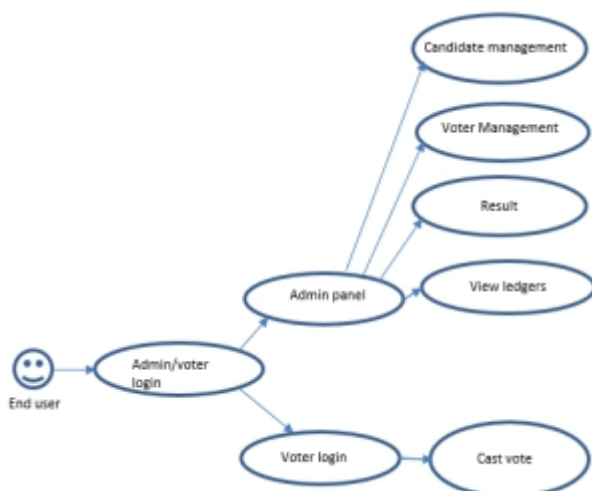 Candidate management
Voter Management
Result
View ledgers
Admin panel
Admin/voter
login
End user
Voter login
Cast vote